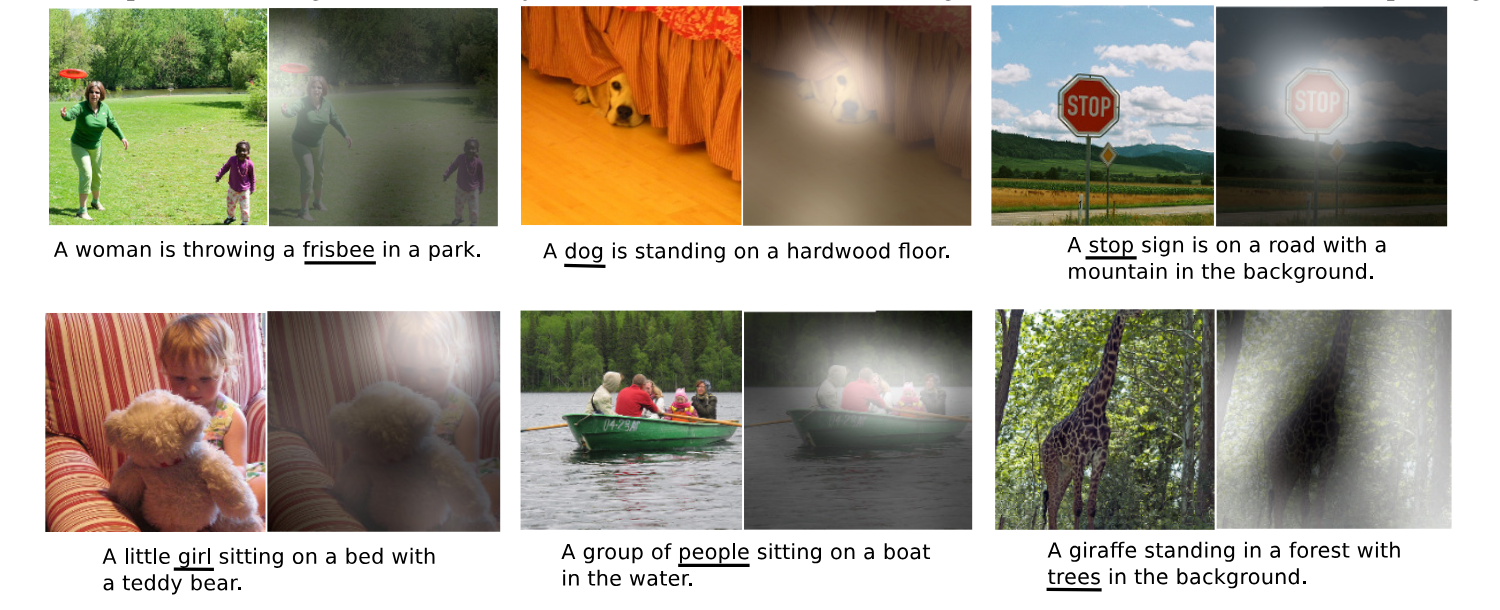 STOP
A woman is throwing a frisbee in a park.
A dog is standing on a hardwood floor.
A stop sign is on a road with a
mountain in the background.
A little girl sitting on a bed with
a teddy bear.
A group of people sitting on a boat
in the water.
A giraffe standing in a forest with
trees in the background.